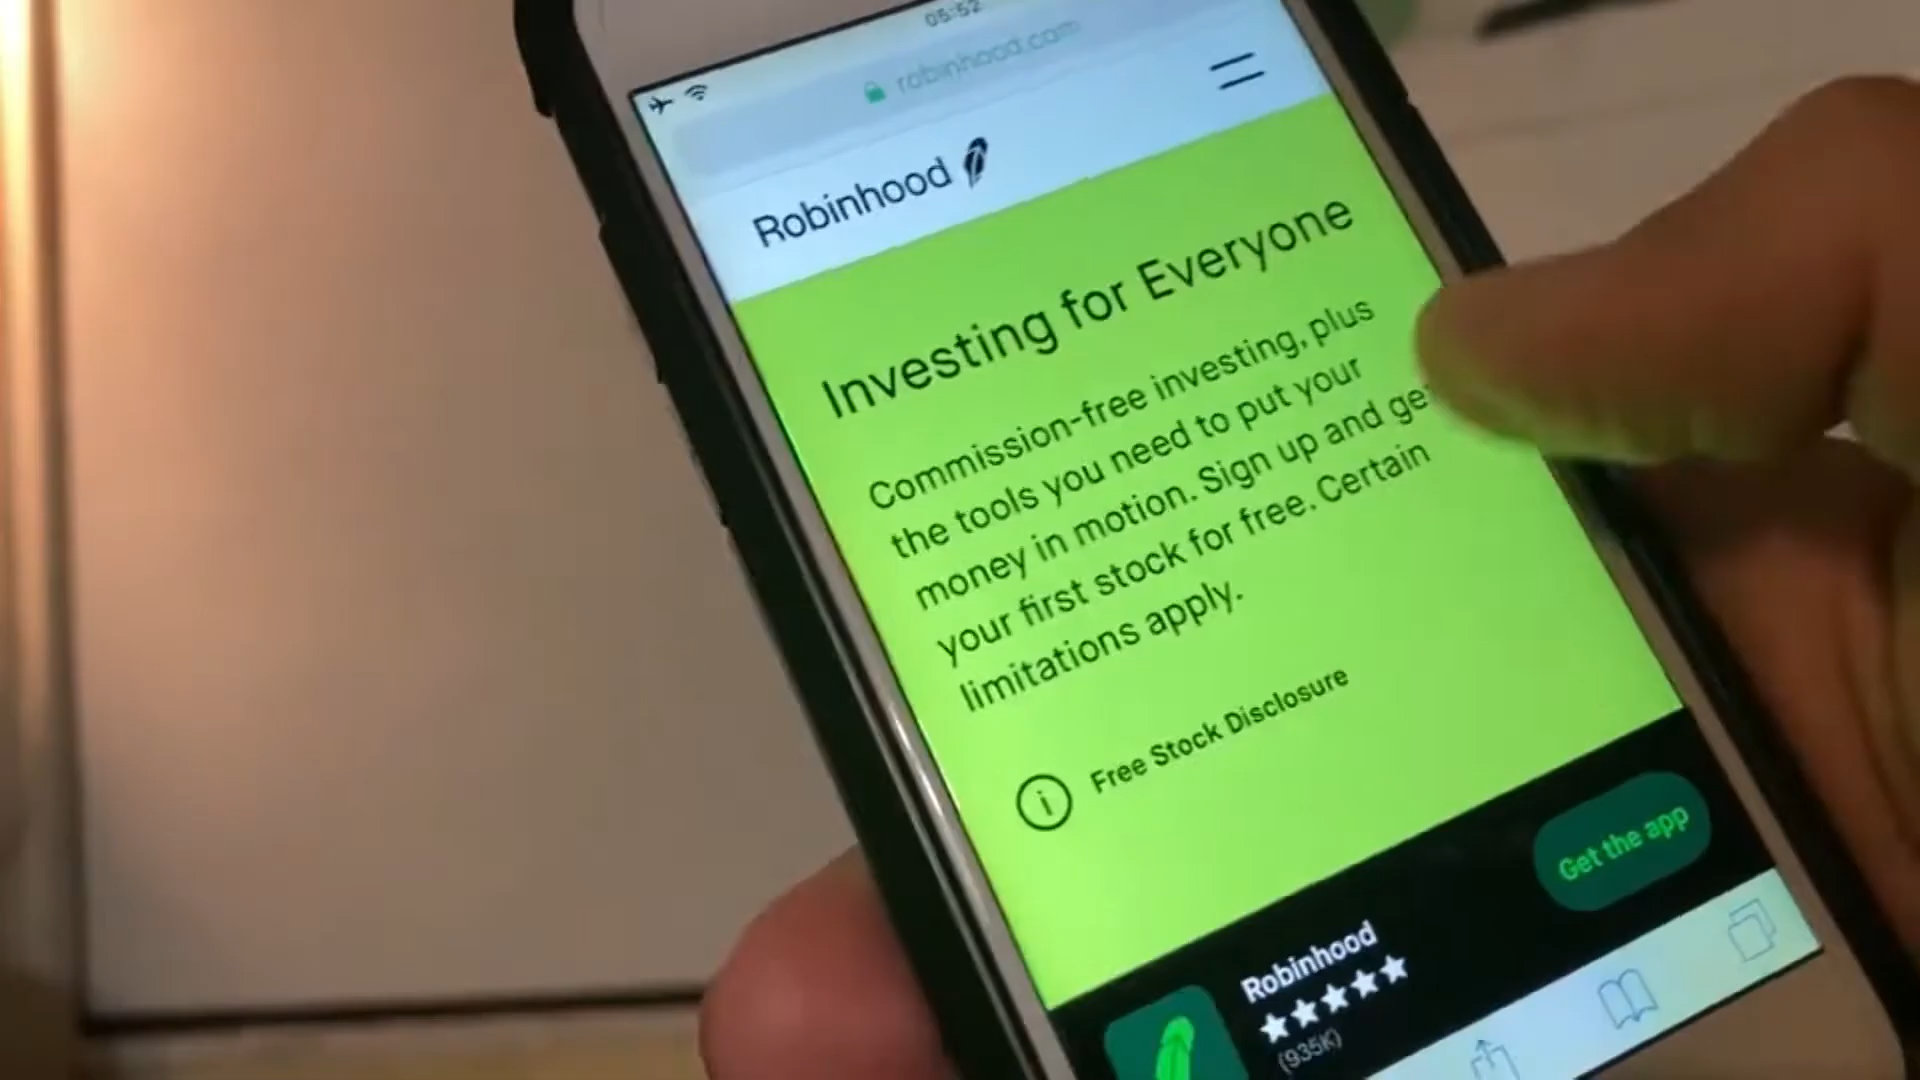 05:52
robinhood.com
Robinhood
Investing for Everyone
Commission-free investing, plus
the tools you need to put your
money in motion. Sign up and ge
your first stock for free. Certain
limitations apply.
Free Stock Disclosure
Get the app
Robinhood
(935K)